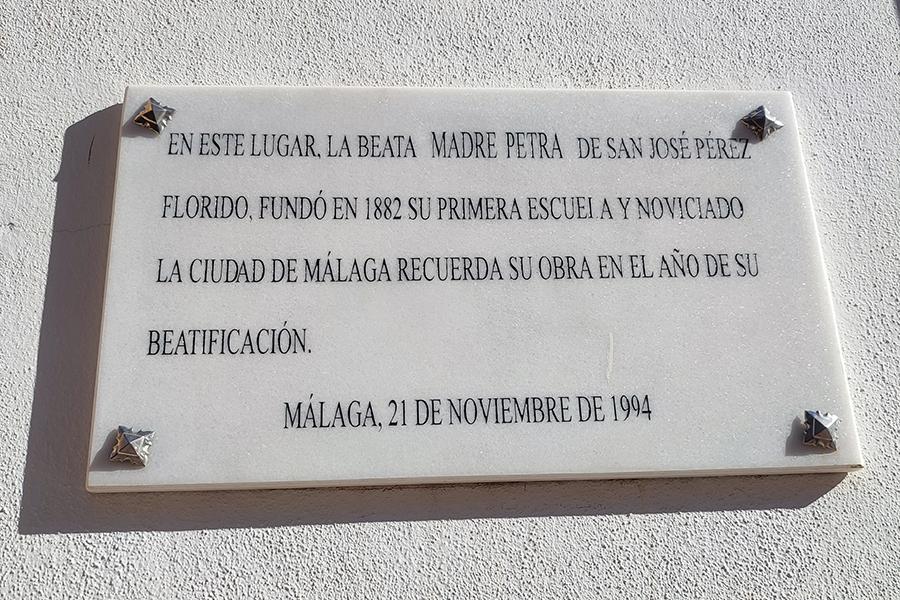 EN ESTE LUGAR, LA BEATA MADRE PETRA DE SAN JOSÉ PÉREZ
FLORIDO, FUNDÓ EN 1882 SU PRIMERA ESCUELA Y NOVICIADO
LA CIUDAD DE MÁLAGA RECUERDA SU OBRA EN EL AÑO DE SU
BEATIFICACIÓN.
MÁLAGA, 21 DE NOVIEMBRE DE 1994